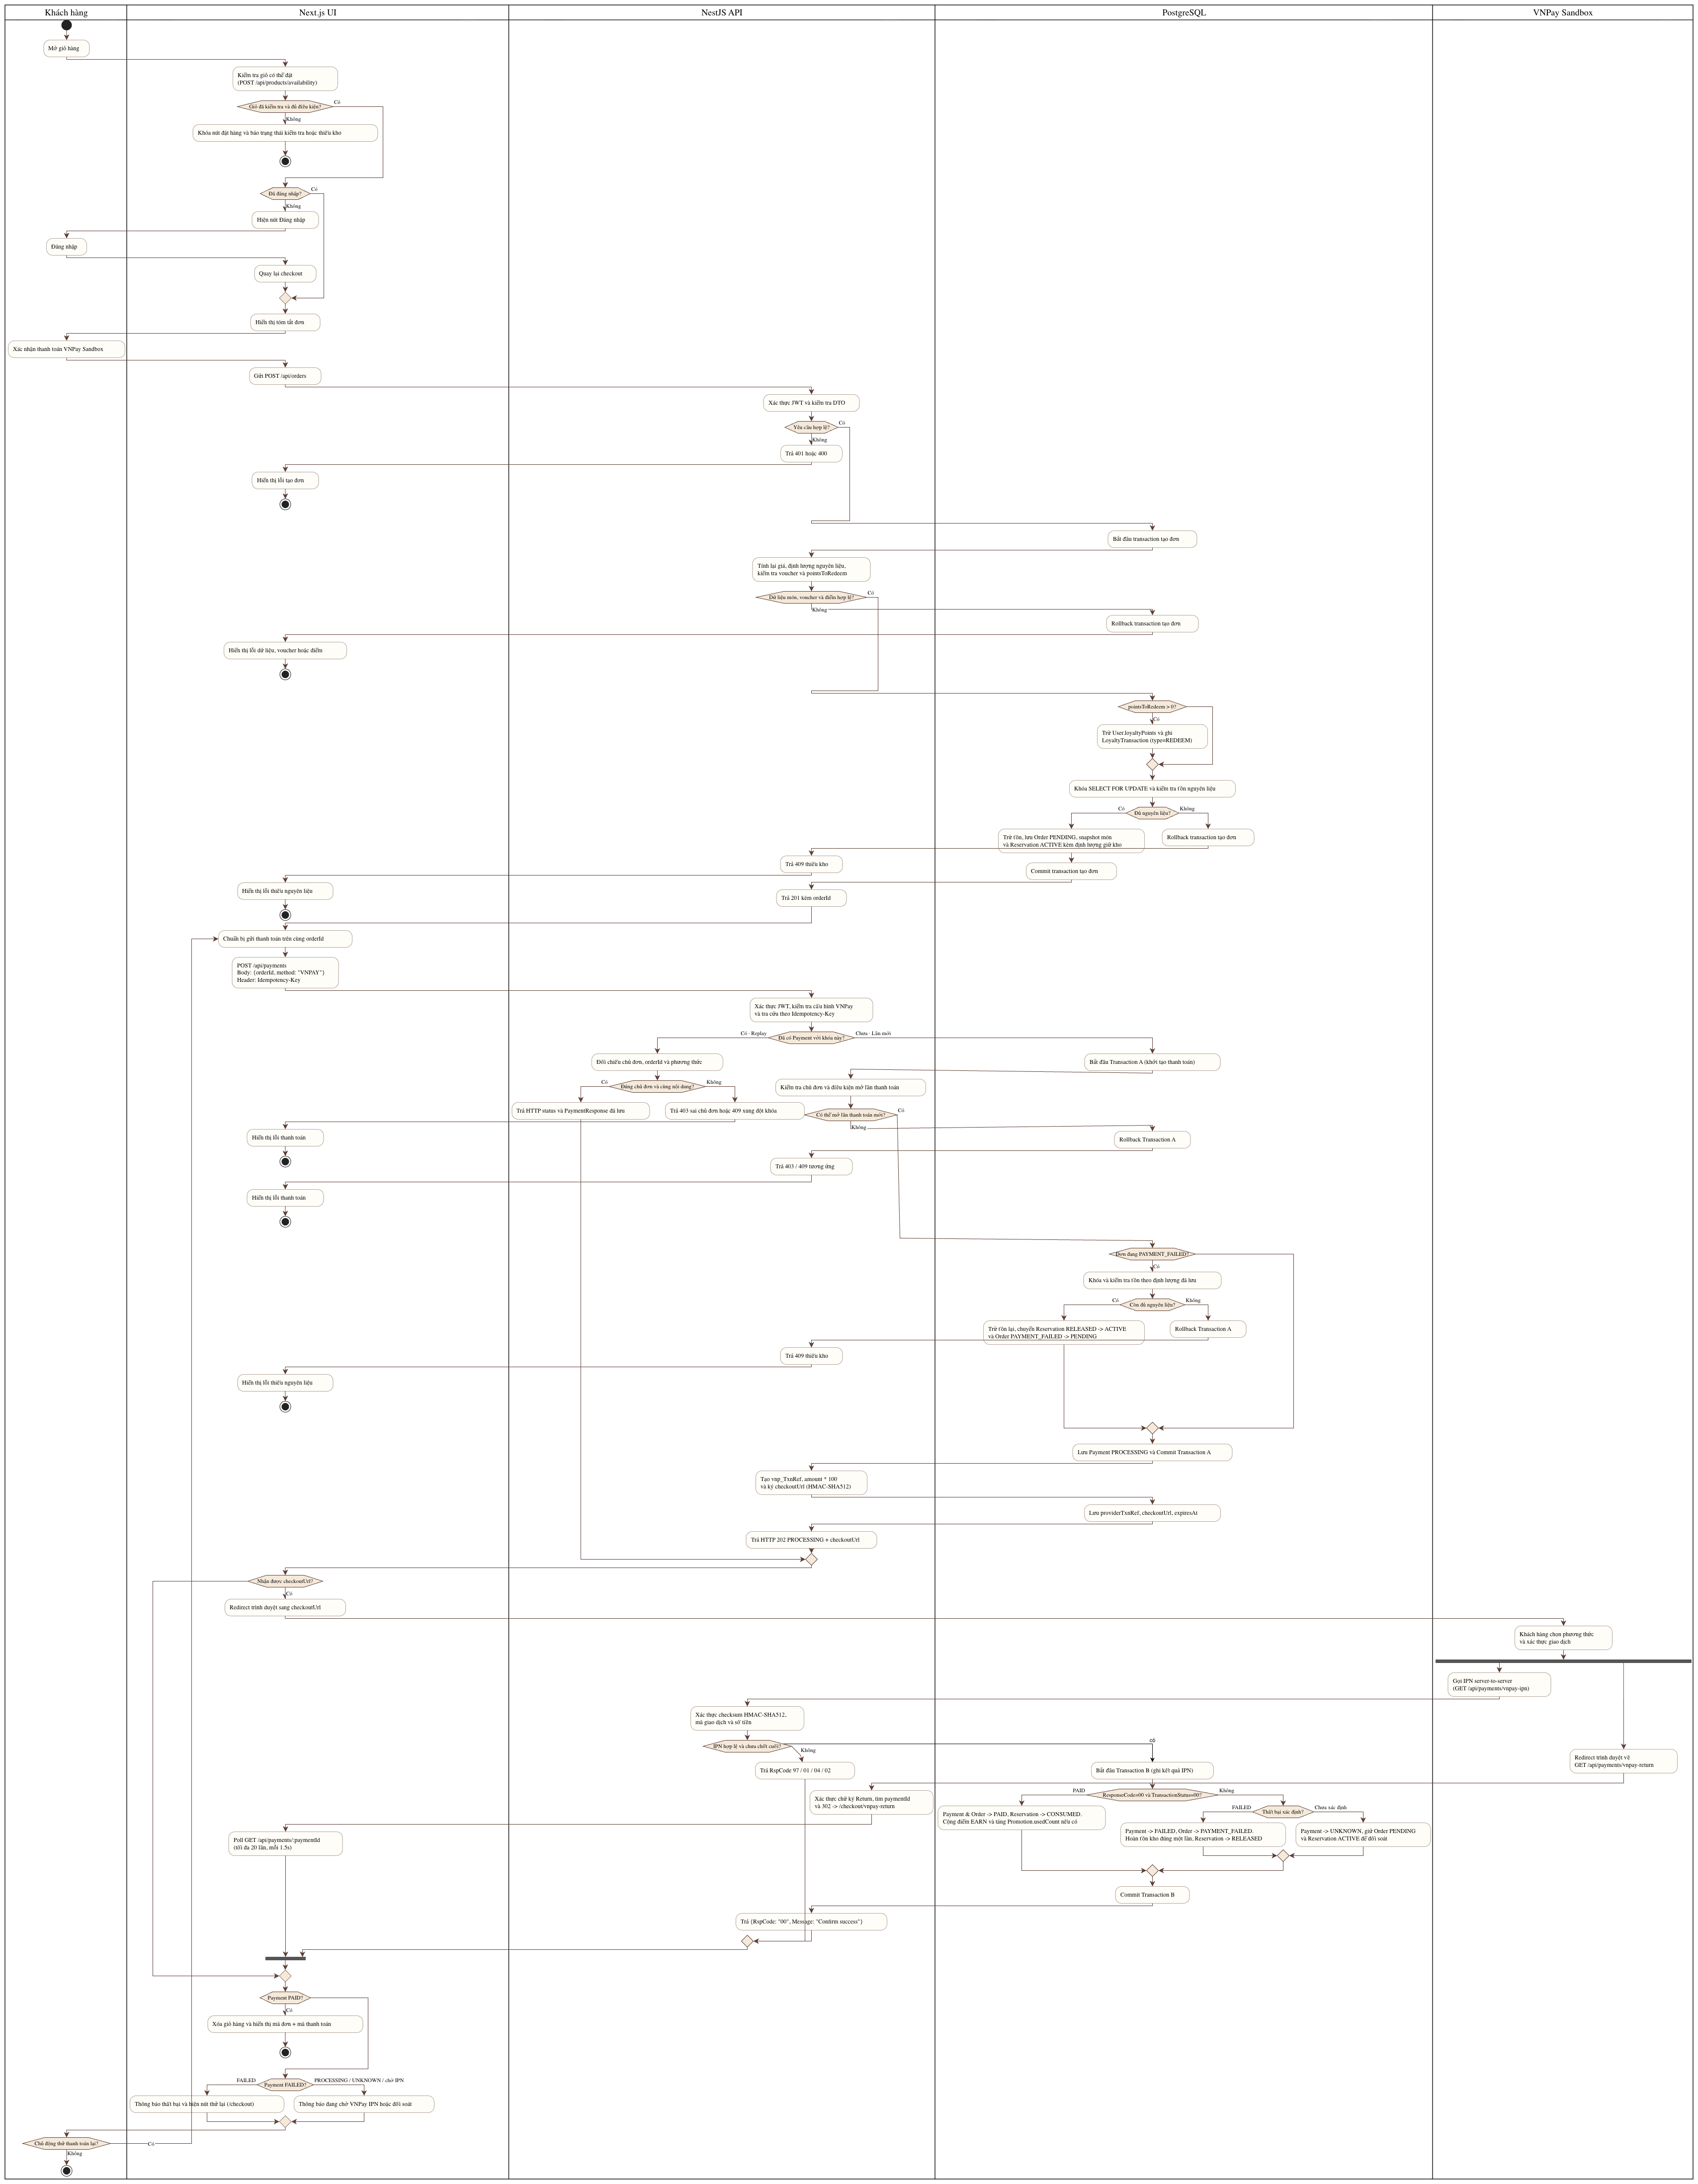 Khách hàng
Next.js UI
NestJS API
PostgreSQL
VNPay Sandbox
Mở giỏ hàng
Kiểm tra giỏ có thể đặt
(POST /api/products/availability)
Giỏ đã kiểm tra và đủ điều kiện?
Có
Không
Khóa nút đặt hàng và báo trạng thái kiểm tra hoặc thiếu kho
Đã đăng nhập?
Có
Không
Hiện nút Đăng nhập
Đăng nhập
Quay lại checkout
Hiển thị tóm tắt đơn
Xác nhận thanh toán VNPay Sandbox
Gửi POST /api/orders
Xác thực JWT và kiểm tra DTO
Yêu cầu hợp lệ?
Có
Không
Trả 401 hoặc 400
Hiển thị lỗi tạo đơn
Bắt đầu transaction tạo đơn
Tính lại giá, định lượng nguyên liệu,
kiểm tra voucher và pointsToRedeem
Dữ liệu món, voucher và điểm hợp lệ?
Có
Không
Rollback transaction tạo đơn
Hiển thị lỗi dữ liệu, voucher hoặc điểm
pointsToRedeem > 0?
Có
Trừ User.loyaltyPoints và ghi
LoyaltyTransaction (type=REDEEM)
Khóa SELECT FOR UPDATE và kiểm tra tồn nguyên liệu
Đủ nguyên liệu?
Có
Không
Trừ tồn, lưu Order PENDING, snapshot món
và Reservation ACTIVE kèm định lượng giữ kho
Rollback transaction tạo đơn
Trả 409 thiếu kho
Commit transaction tạo đơn
Hiển thị lỗi thiếu nguyên liệu
Trả 201 kèm orderId
Chuẩn bị gửi thanh toán trên cùng orderId
POST /api/payments
Body: {orderId, method: "VNPAY"}
Header: Idempotency-Key
Xác thực JWT, kiểm tra cấu hình VNPay
và tra cứu theo Idempotency-Key
Đã có Payment với khóa này?
Có - Replay
Chưa - Lần mới
Đối chiếu chủ đơn, orderId và phương thức
Bắt đầu Transaction A (khởi tạo thanh toán)
Đúng chủ đơn và cùng nội dung?
Có
Không
Kiểm tra chủ đơn và điều kiện mở lần thanh toán
Trả HTTP status và PaymentResponse đã lưu
Trả 403 sai chủ đơn hoặc 409 xung đột khóa
Có thể mở lần thanh toán mới?
Có
Không
Hiển thị lỗi thanh toán
Rollback Transaction A
Trả 403 / 409 tương ứng
Hiển thị lỗi thanh toán
Đơn đang PAYMENT_FAILED?
Có
Khóa và kiểm tra tồn theo định lượng đã lưu
Còn đủ nguyên liệu?
Có
Không
Trừ tồn lại, chuyển Reservation RELEASED -> ACTIVE
và Order PAYMENT_FAILED -> PENDING
Rollback Transaction A
Trả 409 thiếu kho
Hiển thị lỗi thiếu nguyên liệu
Lưu Payment PROCESSING và Commit Transaction A
Tạo vnp_TxnRef, amount * 100
và ký checkoutUrl (HMAC-SHA512)
Lưu providerTxnRef, checkoutUrl, expiresAt
Trả HTTP 202 PROCESSING + checkoutUrl
Nhận được checkoutUrl?
Có
Redirect trình duyệt sang checkoutUrl
Khách hàng chọn phương thức
và xác thực giao dịch
Gọi IPN server-to-server
(GET /api/payments/vnpay-ipn)
Xác thực checksum HMAC-SHA512,
mã giao dịch và số tiền
IPN hợp lệ và chưa chốt cuối?
Không
có
Trả RspCode 97 / 01 / 04 / 02
Bắt đầu Transaction B (ghi kết quả IPN)
Redirect trình duyệt về
GET /api/payments/vnpay-return
Xác thực chữ ký Return, tìm paymentId
và 302 -> /checkout/vnpay-return
ResponseCode=00 và TransactionStatus=00?
PAID
Không
Payment & Order -> PAID, Reservation -> CONSUMED.
Cộng điểm EARN và tăng Promotion.usedCount nếu có
Thất bại xác định?
FAILED
Chưa xác định
Payment -> FAILED, Order -> PAYMENT_FAILED.
Hoàn tồn kho đúng một lần, Reservation -> RELEASED
Payment -> UNKNOWN, giữ Order PENDING
và Reservation ACTIVE để đối soát
Poll GET /api/payments/:paymentId
(tối đa 20 lần, mỗi 1.5s)
Commit Transaction B
Trả {RspCode: "00", Message: "Confirm success"}
Payment PAID?
Có
Xóa giỏ hàng và hiển thị mã đơn + mã thanh toán
Payment FAILED?
FAILED
PROCESSING / UNKNOWN / chờ IPN
Thông báo thất bại và hiện nút thử lại (/checkout)
Thông báo đang chờ VNPay IPN hoặc đối soát
Chủ động thử thanh toán lại?
Có
Không